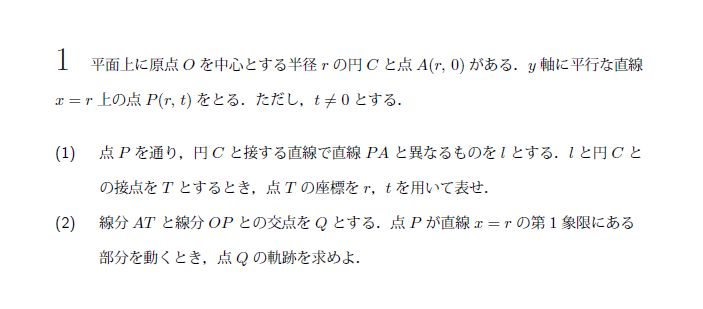 1 平面上に原点 O を中心とする半径 r の円 C と点 A(r, 0) がある．y 軸に平行な直線
x = r 上の点 P(r, t) をとる．ただし，t ≠ 0 とする．
(1) 点 P を通り，円 C と接する直線で直線 PA と異なるものを l とする．l と円 C と
の接点を T とするとき，点 T の座標を r，t を用いて表せ．
(2) 線分 AT と線分 OP との交点を Q とする．点 P が直線 x = r の第 1 象限にある
部分を動くとき，点 Q の軌跡を求めよ．